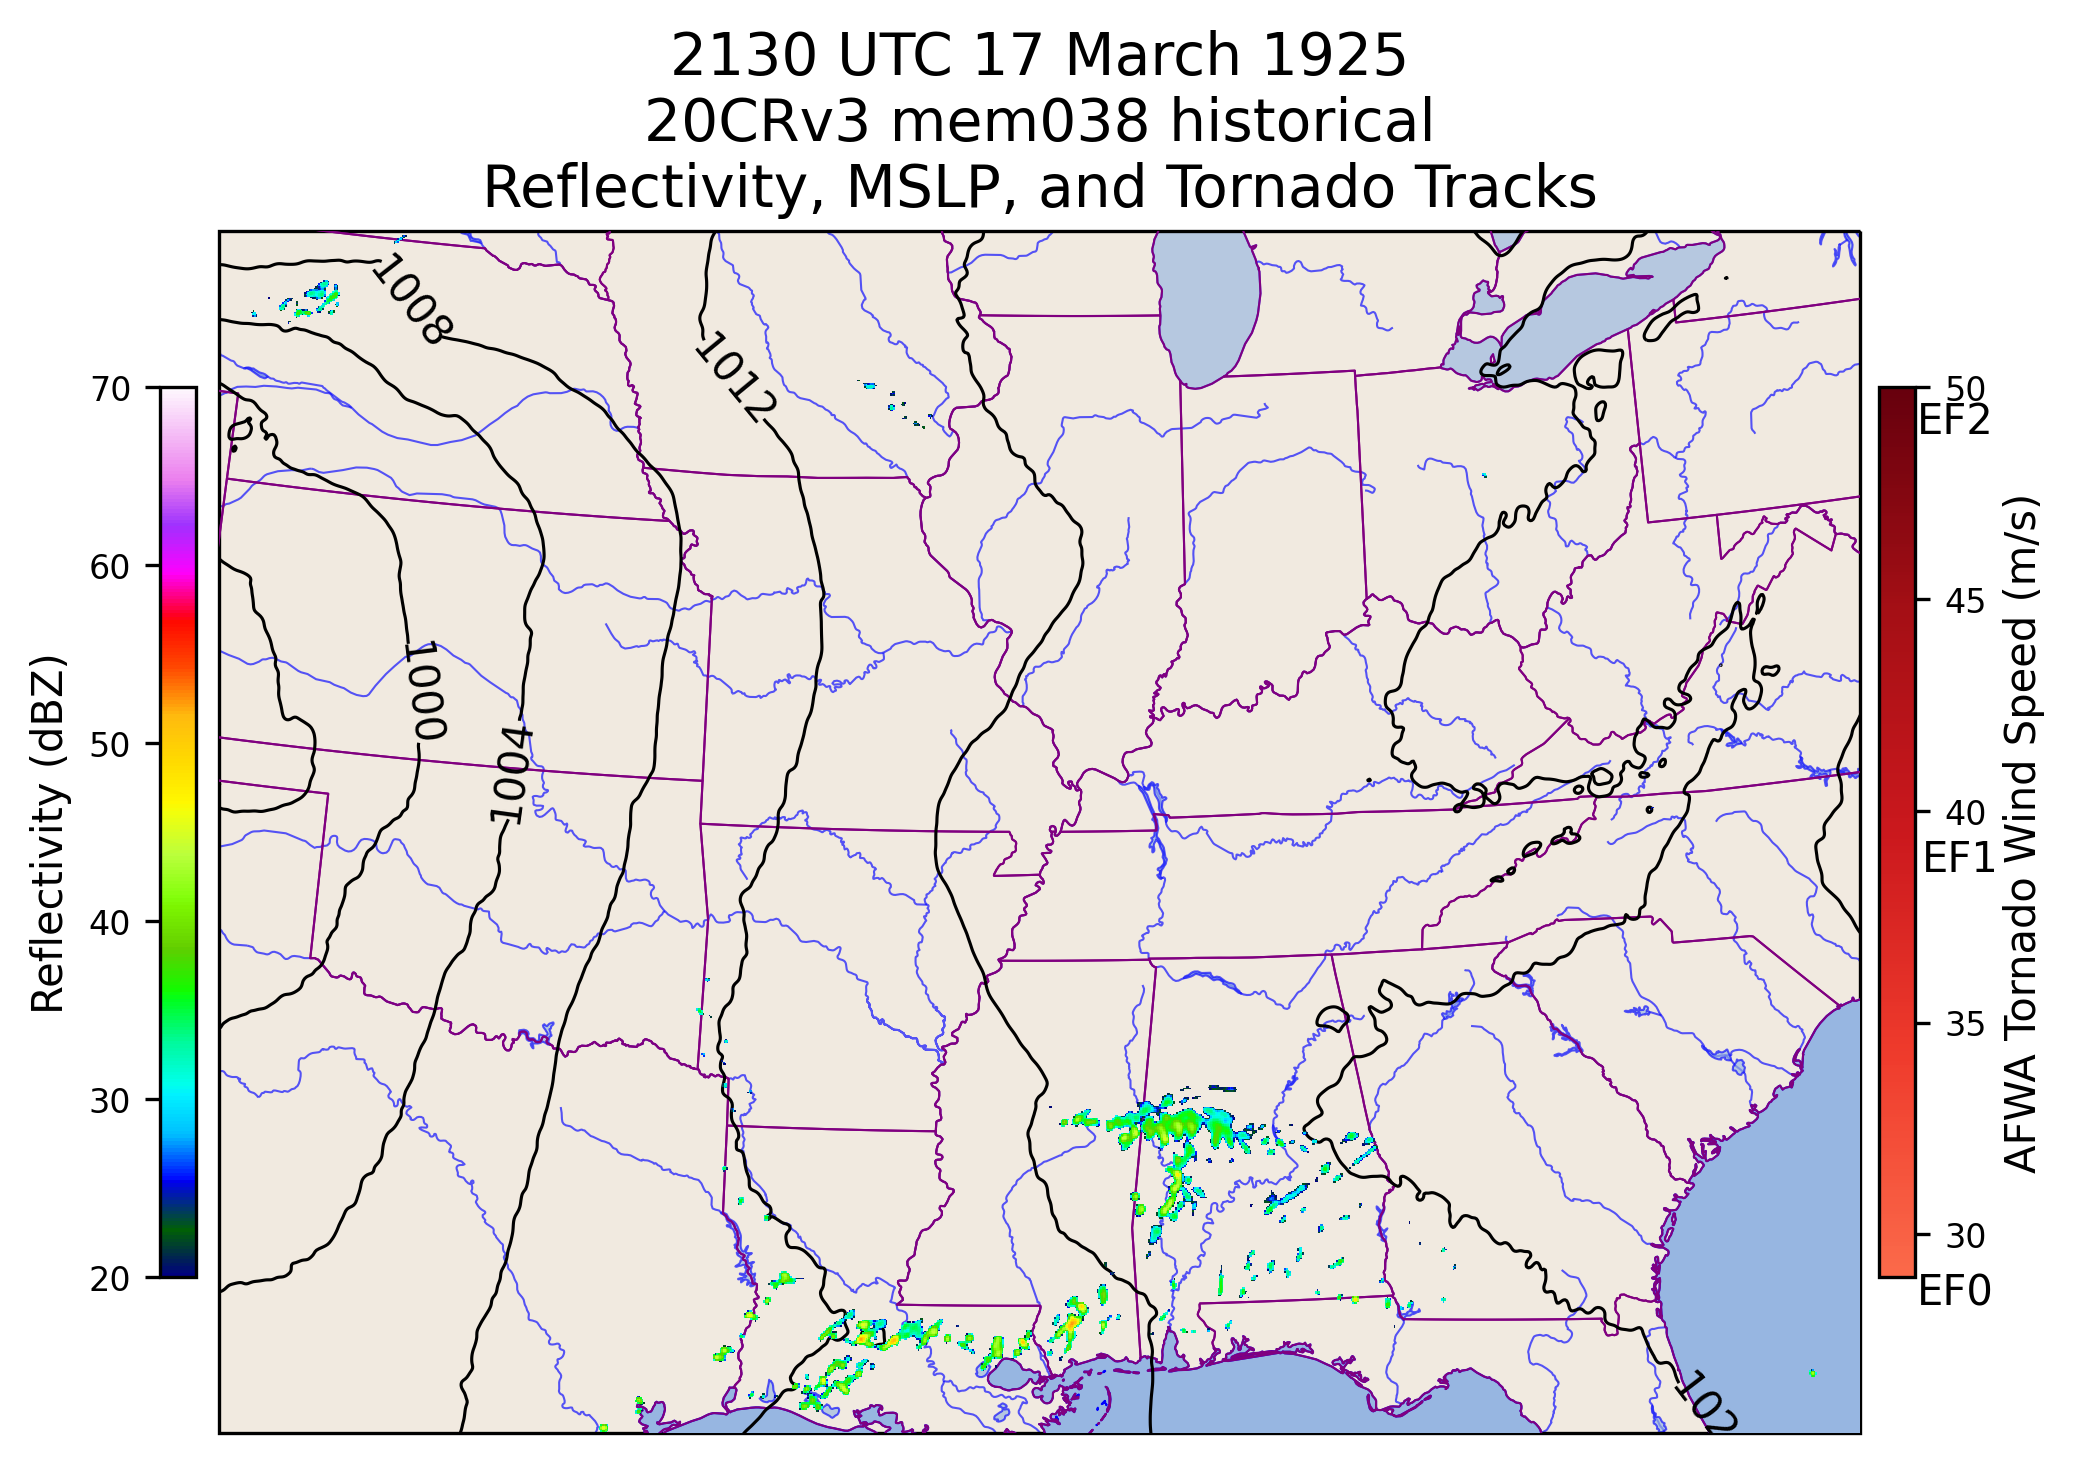 2130 UTC 17 March 1925
20CRv3 mem038 historical
Reflectivity, MSLP, and Tornado Tracks
1008
1012
1000
1004
102
70
60
50
40
30
20
Reflectivity (dBZ)
50
EF2
45
40
EF1
35
30
EF0
AFWA Tornado Wind Speed (m/s)